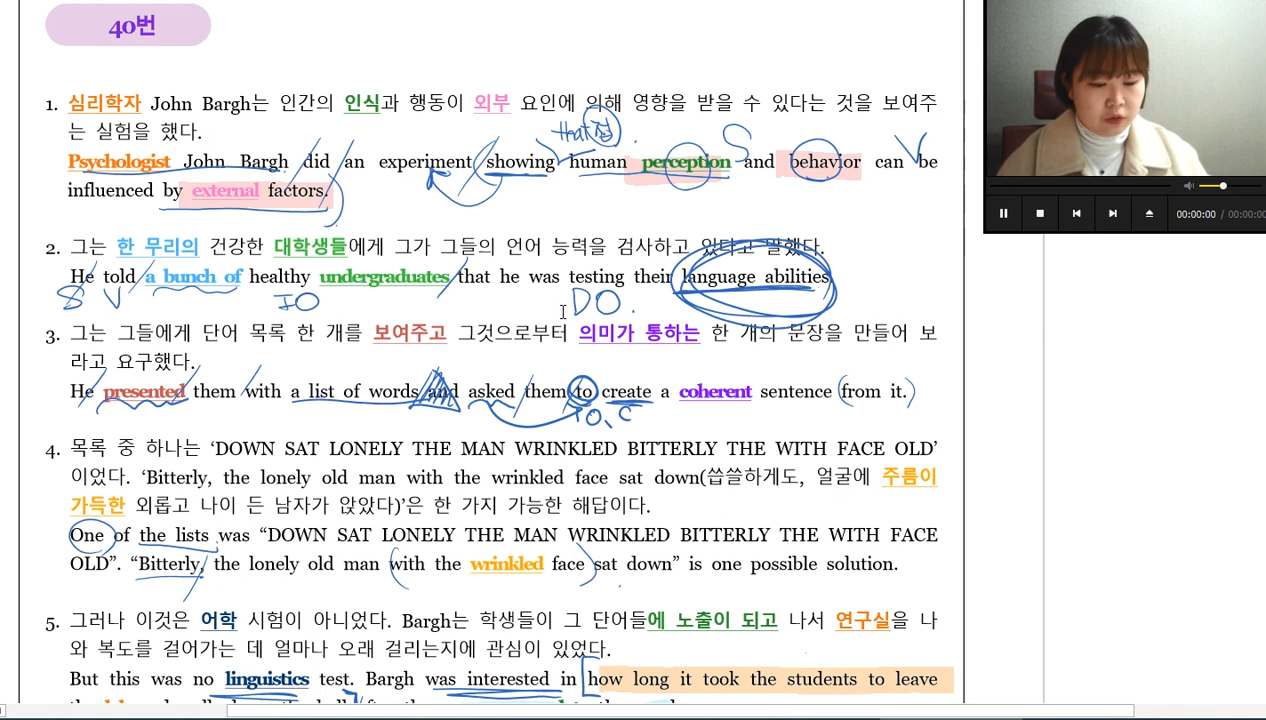 40번
1. 심리학자 John Bargh는 인간의 인식과 행동이 외부 요인에 의해 영향을 받을 수 있다는 것을 보여주
는 실험을 했다.
that 접 S V
Psychologist John Bargh did an experiment showing human perception and behavior can be
influenced by external factors.
2. 그는 한 무리의 건강한 대학생들에게 그가 그들의 언어 능력을 검사하고 있다고 말했다.
He told a bunch of healthy undergraduates that he was testing their language abilities.
S V IO DO.
3. 그는 그들에게 단어 목록 한 개를 보여주고 그것으로부터 의미가 통하는 한 개의 문장을 만들어 보
라고 요구했다.
He presented them with a list of words and asked them to create a coherent sentence from it.
O.C
4. 목록 중 하나는 ‘DOWN SAT LONELY THE MAN WRINKLED BITTERLY THE WITH FACE OLD’
이었다. ‘Bitterly, the lonely old man with the wrinkled face sat down(씁쓸하게도, 얼굴에 주름이
가득한 외롭고 나이 든 남자가 앉았다)’은 한 가지 가능한 해답이다.
One of the lists was “DOWN SAT LONELY THE MAN WRINKLED BITTERLY THE WITH FACE
OLD”. “Bitterly, the lonely old man with the wrinkled face sat down” is one possible solution.
5. 그러나 이것은 어학 시험이 아니었다. Bargh는 학생들이 그 단어들에 노출이 되고 나서 연구실을 나
와 복도를 걸어가는 데 얼마나 오래 걸리는지에 관심이 있었다.
But this was no linguistics test. Bargh was interested in how long it took the students to leave
00:00:00 / 00:00:00